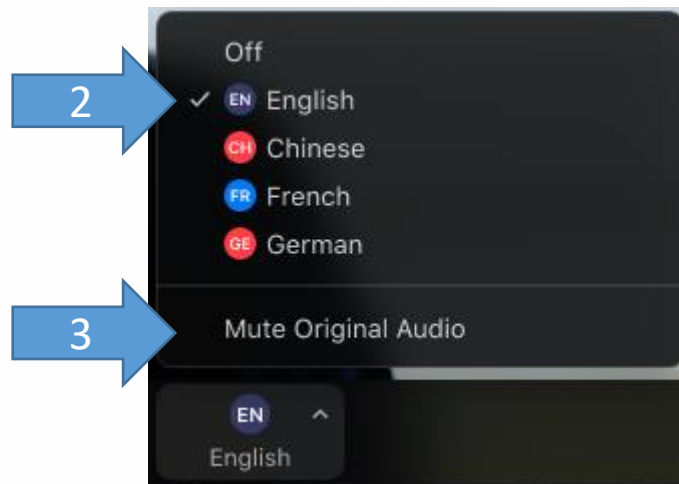 Off
2
EN English
CH Chinese
FR French
GE German
3
Mute Original Audio
EN
English